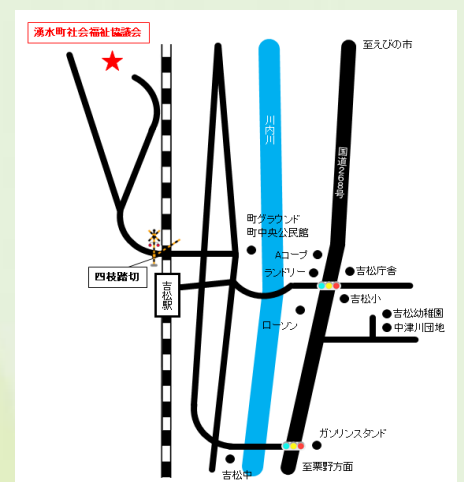 湧水町社会福祉協議会
至えびの市
川内川
国道268号
町グラウンド
町中央公民館
Aコープ
ランドリー
吉松庁舎
四枝踏切
吉松駅
吉松小
ローソン
吉松幼稚園
中津川団地
ガソリンスタンド
吉松中
至栗野方面